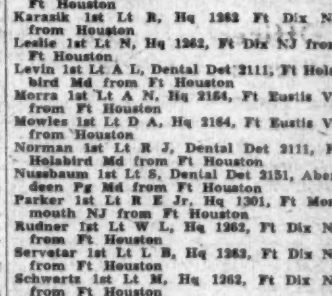 Ft Houston
Karasik 1st Lt R, Hq 1262 Ft Dix N
from Houston
Leslie 1st Lt N, Hq 1262, Ft Dix NJ from
Ft Houston
Levin 1st Lt A L, Dental Det 2111, Ft Hola
bird Md from Ft Houston
Morra 1st Lt A N, Hq 2164, Ft Eustis V
from Ft Houston
Mowles 1st Lt D A, Hq 2164, Ft Eustis V
from Houston
Norman 1st Lt R J, Dental Det 2111, F
Holabird Md from Ft Houston
Nussbaum 1st Lt S, Dental Det 2131, Aber
deen Pg Md from Ft Houston
Parker 1st Lt R E Jr, Hq 1301, Ft Mon
mouth NJ from Ft Houston
Rudner 1st Lt W L, Hq 1262, Ft Dix N
from Ft Houston
Servetar 1st Lt L B, Hq 1262, Ft Dix N
from Ft Houston
Schwartz 1st Lt M, Hq 1262, Ft Dix N
from Ft Houston